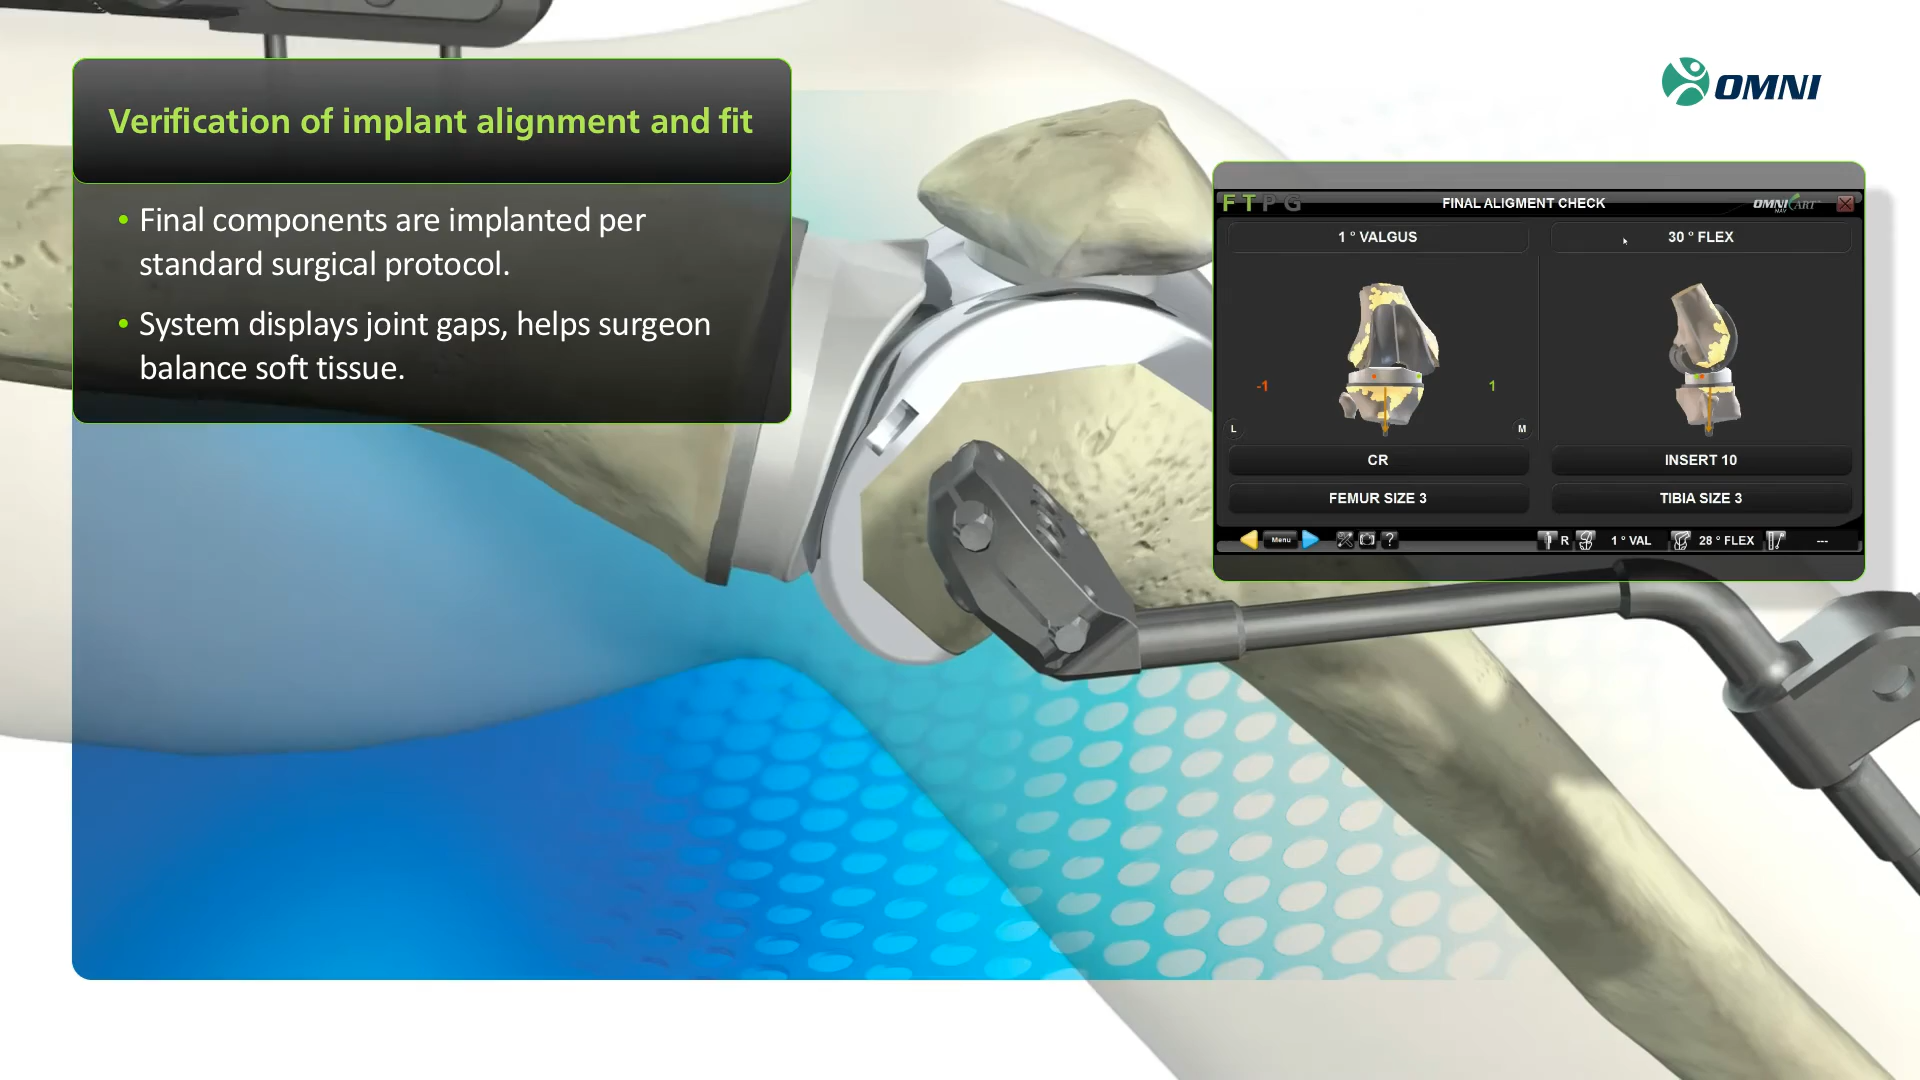 Verification of implant alignment and fit
• Final components are implanted per
standard surgical protocol.
• System displays joint gaps, helps surgeon
balance soft tissue.
OMNI
F T P G
FINAL ALIGMENT CHECK
OMNI
1 ° VALGUS
30 ° FLEX
-1
1
L
M
CR
INSERT 10
FEMUR SIZE 3
TIBIA SIZE 3
Menu
?
R
1 ° VAL
28 ° FLEX
---